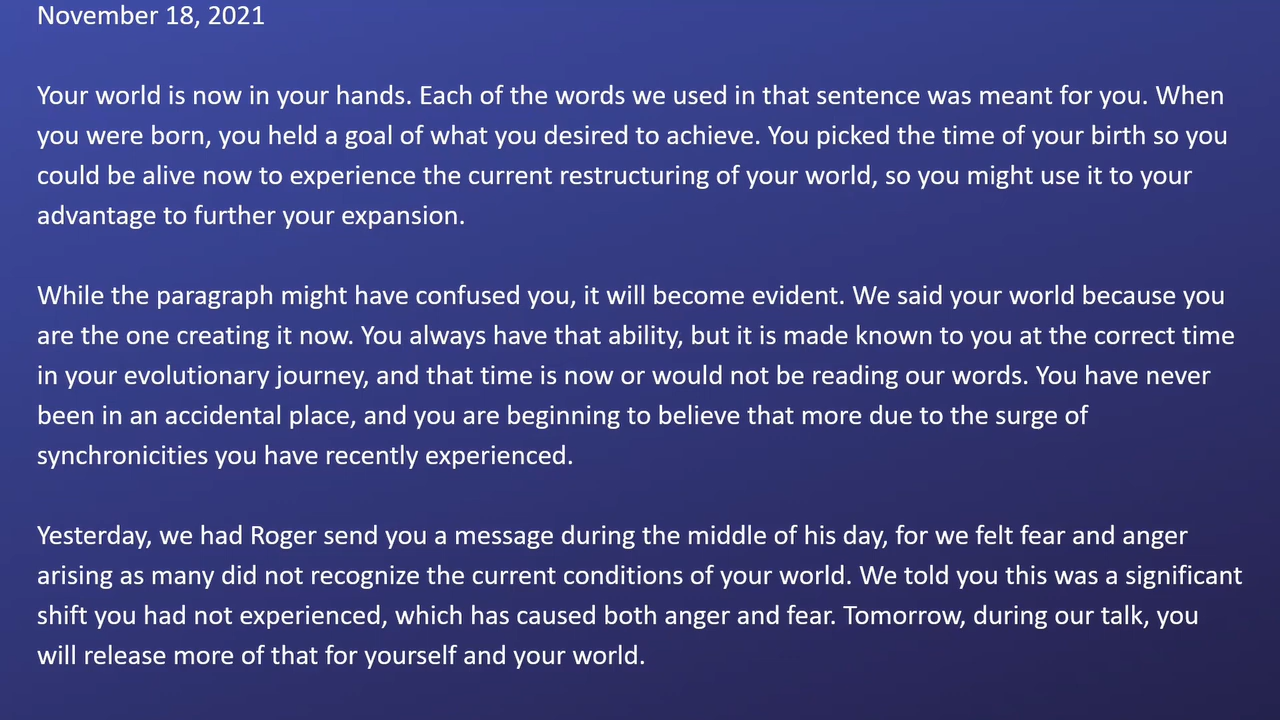 November 18, 2021
Your world is now in your hands. Each of the words we used in that sentence was meant for you. When
you were born, you held a goal of what you desired to achieve. You picked the time of your birth so you
could be alive now to experience the current restructuring of your world, so you might use it to your
advantage to further your expansion.
While the paragraph might have confused you, it will become evident. We said your world because you
are the one creating it now. You always have that ability, but it is made known to you at the correct time
in your evolutionary journey, and that time is now or would not be reading our words. You have never
been in an accidental place, and you are beginning to believe that more due to the surge of
synchronicities you have recently experienced.
Yesterday, we had Roger send you a message during the middle of his day, for we felt fear and anger
arising as many did not recognize the current conditions of your world. We told you this was a significant
shift you had not experienced, which has caused both anger and fear. Tomorrow, during our talk, you
will release more of that for yourself and your world.